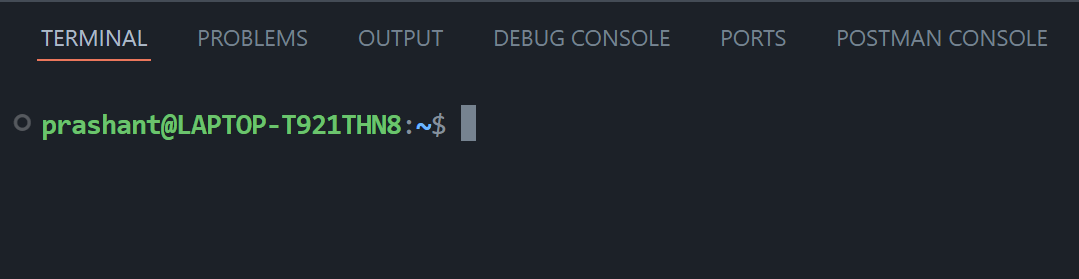 TERMINAL PROBLEMS OUTPUT DEBUG CONSOLE PORTS POSTMAN CONSOLE
prashant@LAPTOP-T921THN8:~$